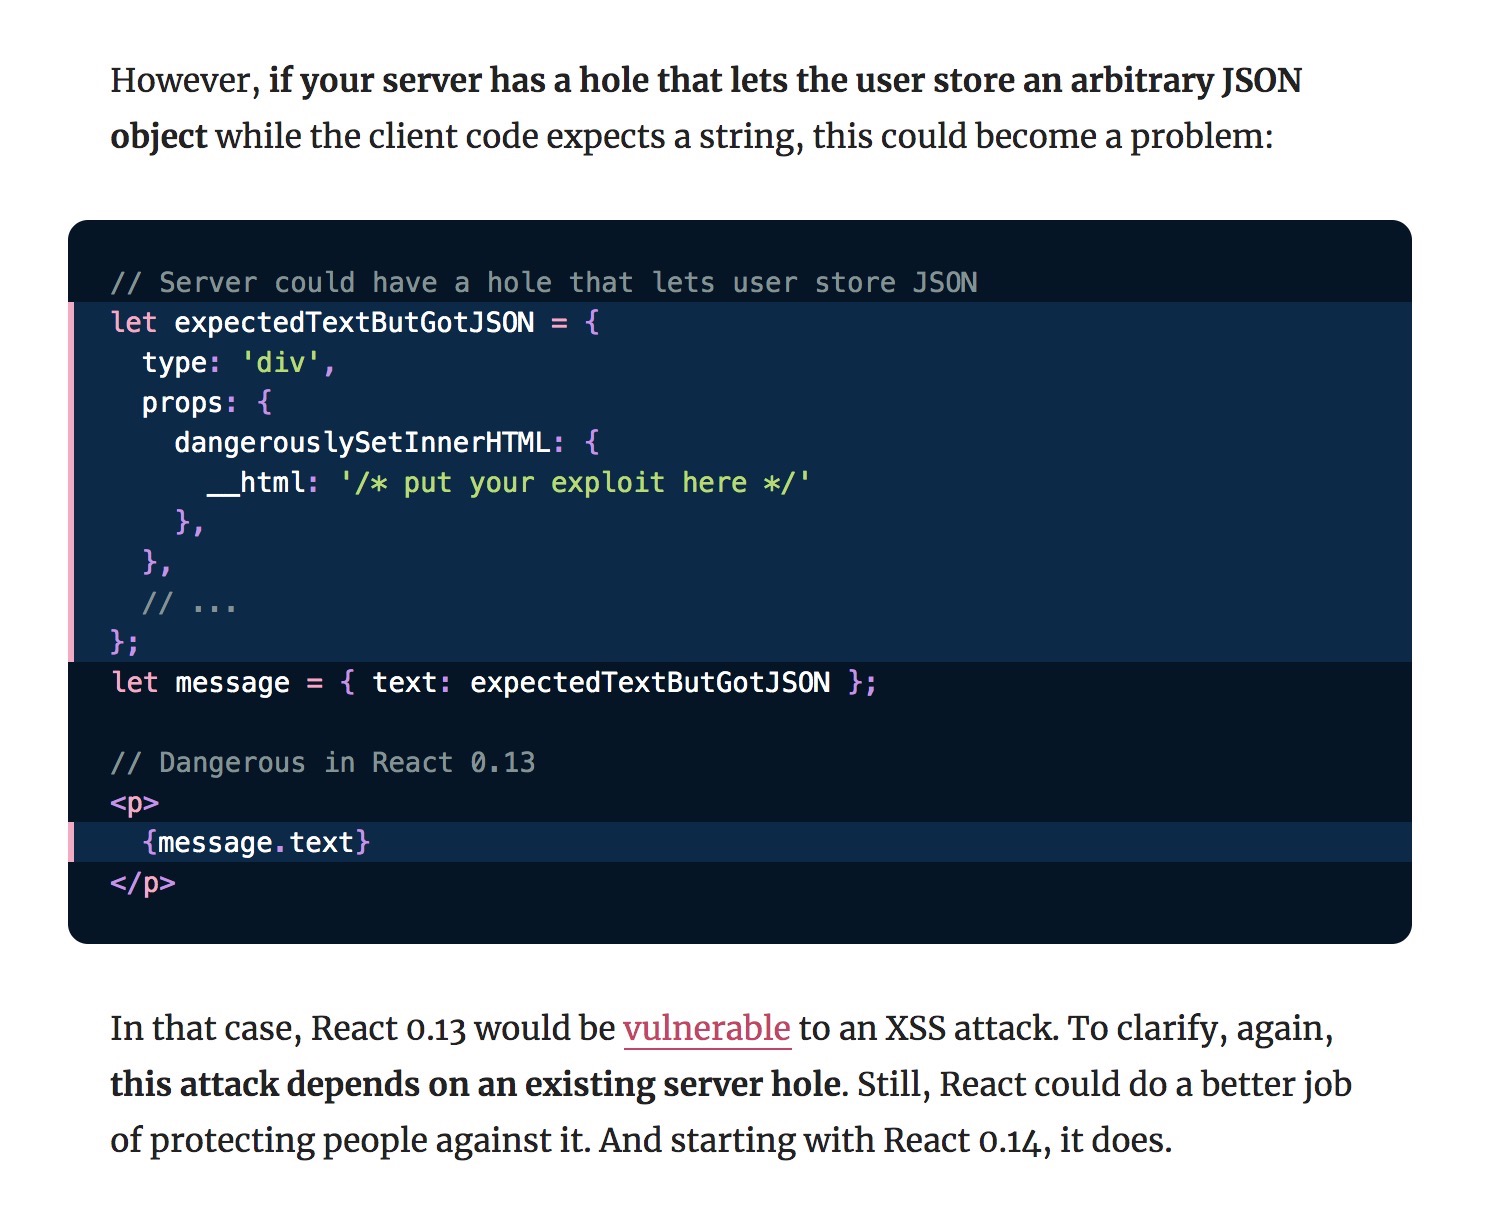 However, if your server has a hole that lets the user store an arbitrary JSON
object while the client code expects a string, this could become a problem:
// Server could have a hole that lets user store JSON
let expectedTextButGotJSON = {
  type: 'div',
  props: {
    dangerouslySetInnerHTML: {
      __html: '/* put your exploit here */'
    },
  },
  // ...
};
let message = { text: expectedTextButGotJSON };
// Dangerous in React 0.13
<p>
  {message.text}
</p>
In that case, React 0.13 would be vulnerable to an XSS attack. To clarify, again,
this attack depends on an existing server hole. Still, React could do a better job
of protecting people against it. And starting with React 0.14, it does.